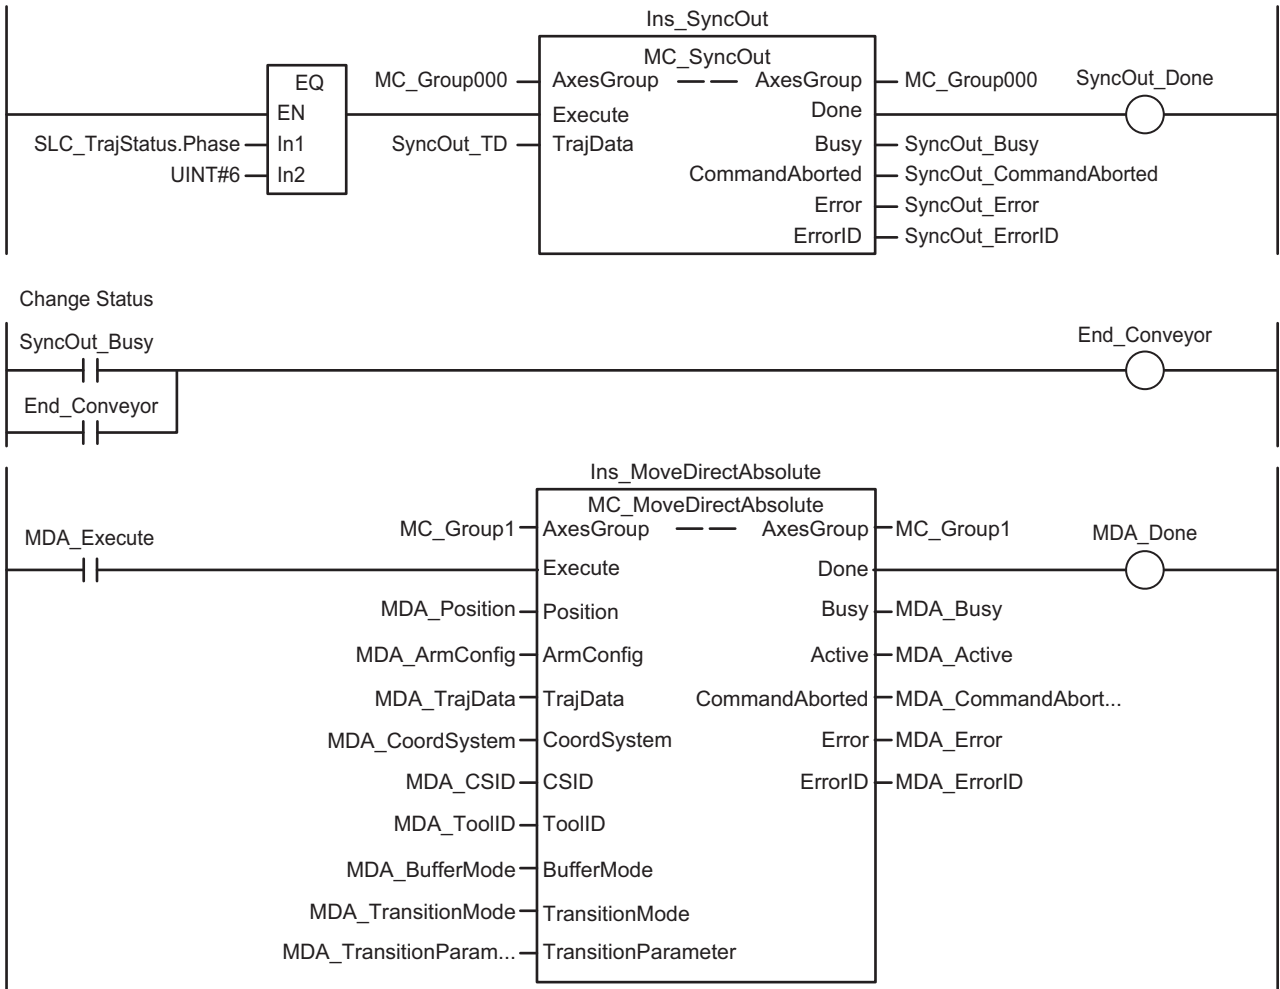 Ins_SyncOut
MC_SyncOut
EQ
MC_Group000 AxesGroup AxesGroup MC_Group000 SyncOut_Done
EN Execute Done
SLC_TrajStatus.Phase In1 SyncOut_TD TrajData Busy SyncOut_Busy
UINT#6 In2 CommandAborted SyncOut_CommandAborted
Error SyncOut_Error
ErrorID SyncOut_ErrorID
Change Status
SyncOut_Busy End_Conveyor
End_Conveyor
Ins_MoveDirectAbsolute
MC_MoveDirectAbsolute
MC_Group1 AxesGroup AxesGroup MC_Group1
MDA_Execute MDA_Done
Execute Done
MDA_Position Position Busy MDA_Busy
MDA_ArmConfig ArmConfig Active MDA_Active
MDA_TrajData TrajData CommandAborted MDA_CommandAbort...
MDA_CoordSystem CoordSystem Error MDA_Error
MDA_CSID CSID ErrorID MDA_ErrorID
MDA_ToolID ToolID
MDA_BufferMode BufferMode
MDA_TransitionMode TransitionMode
MDA_TransitionParam... TransitionParameter